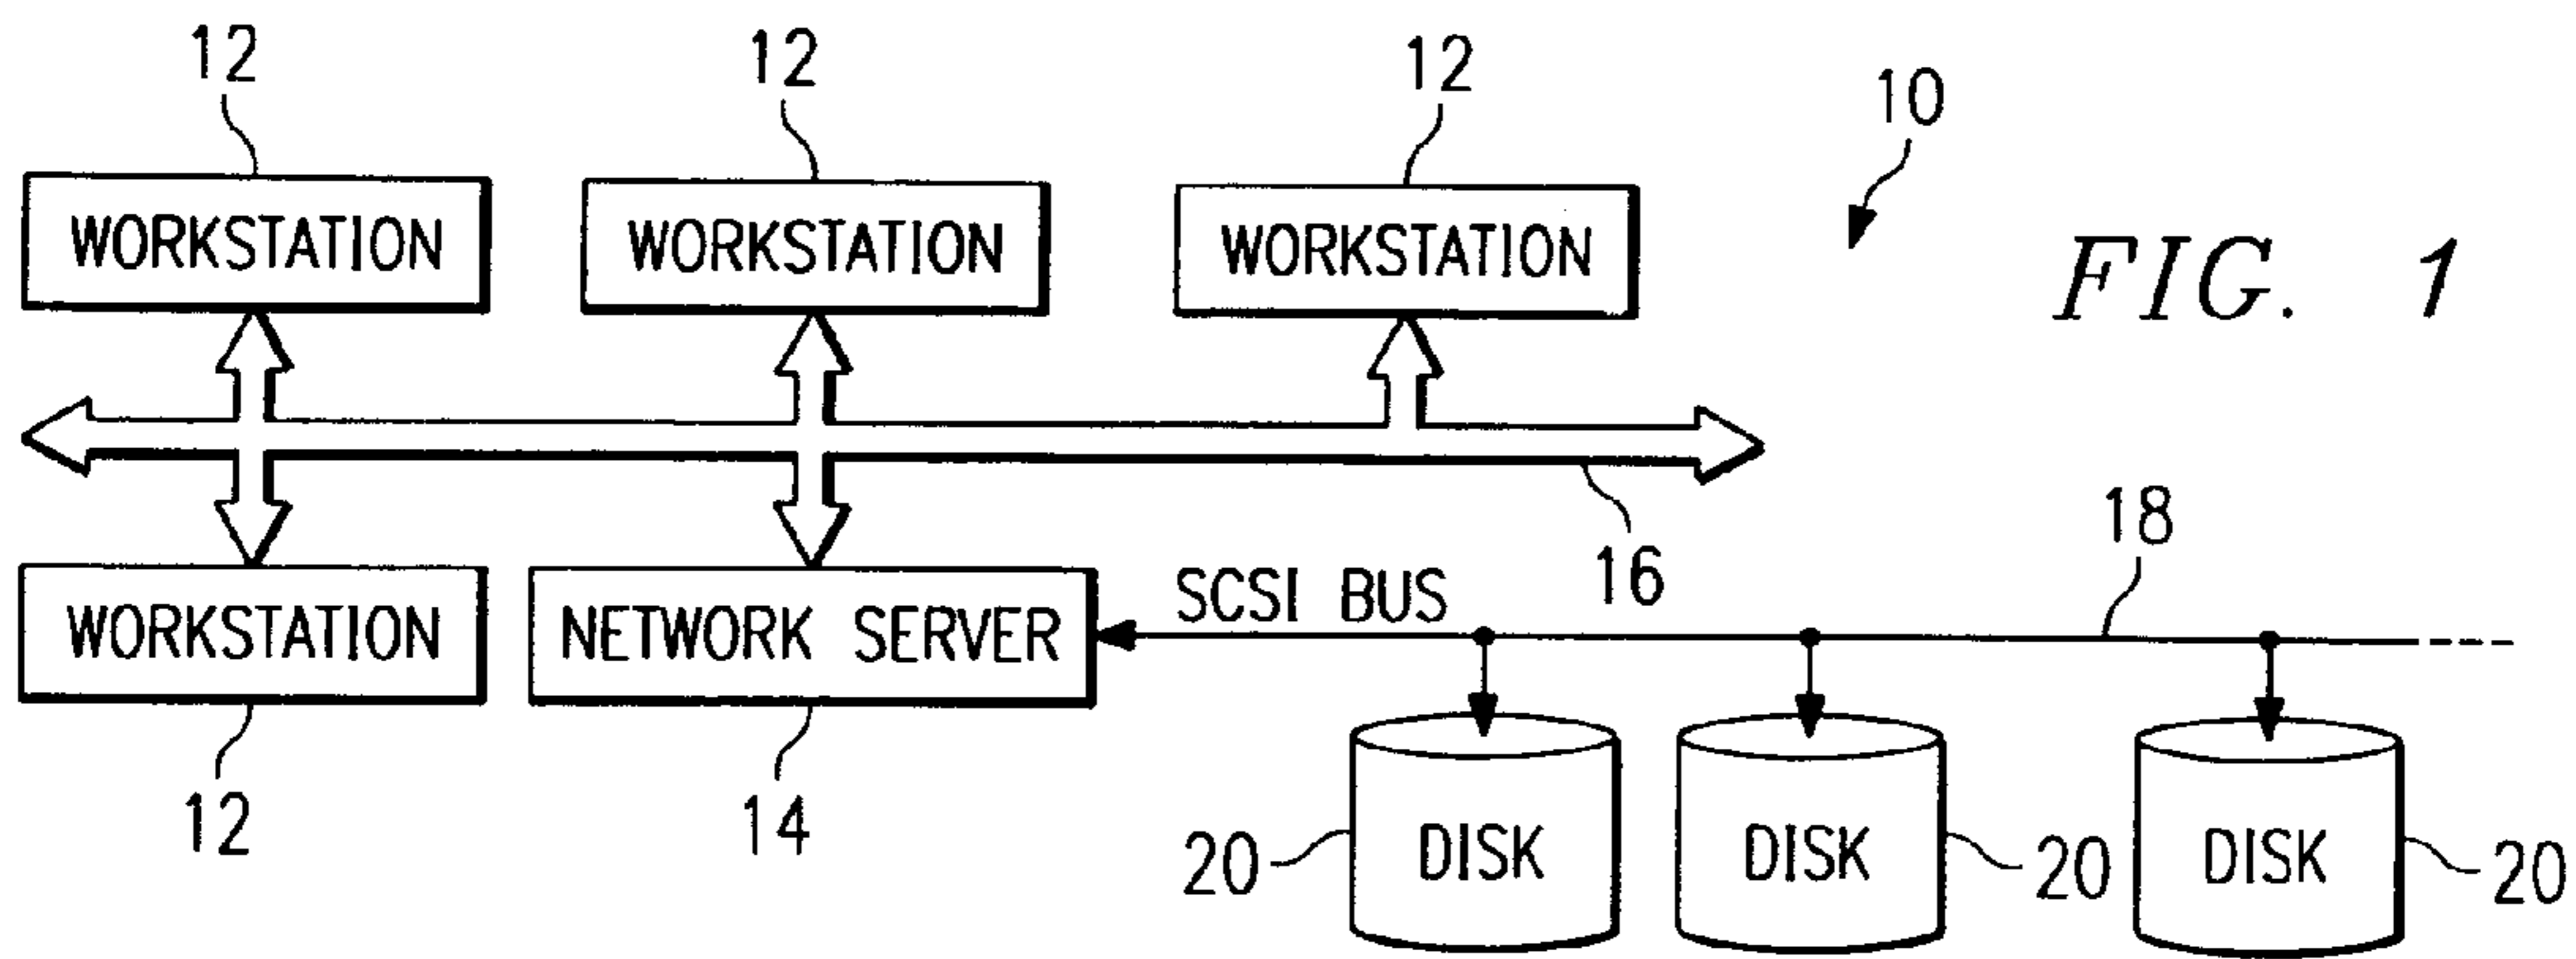 12
12
12
10
WORKSTATION
WORKSTATION
WORKSTATION
FIG. 1
16
18
SCSI BUS
WORKSTATION
NETWORK SERVER
12
14
20
DISK
DISK
20
DISK
20